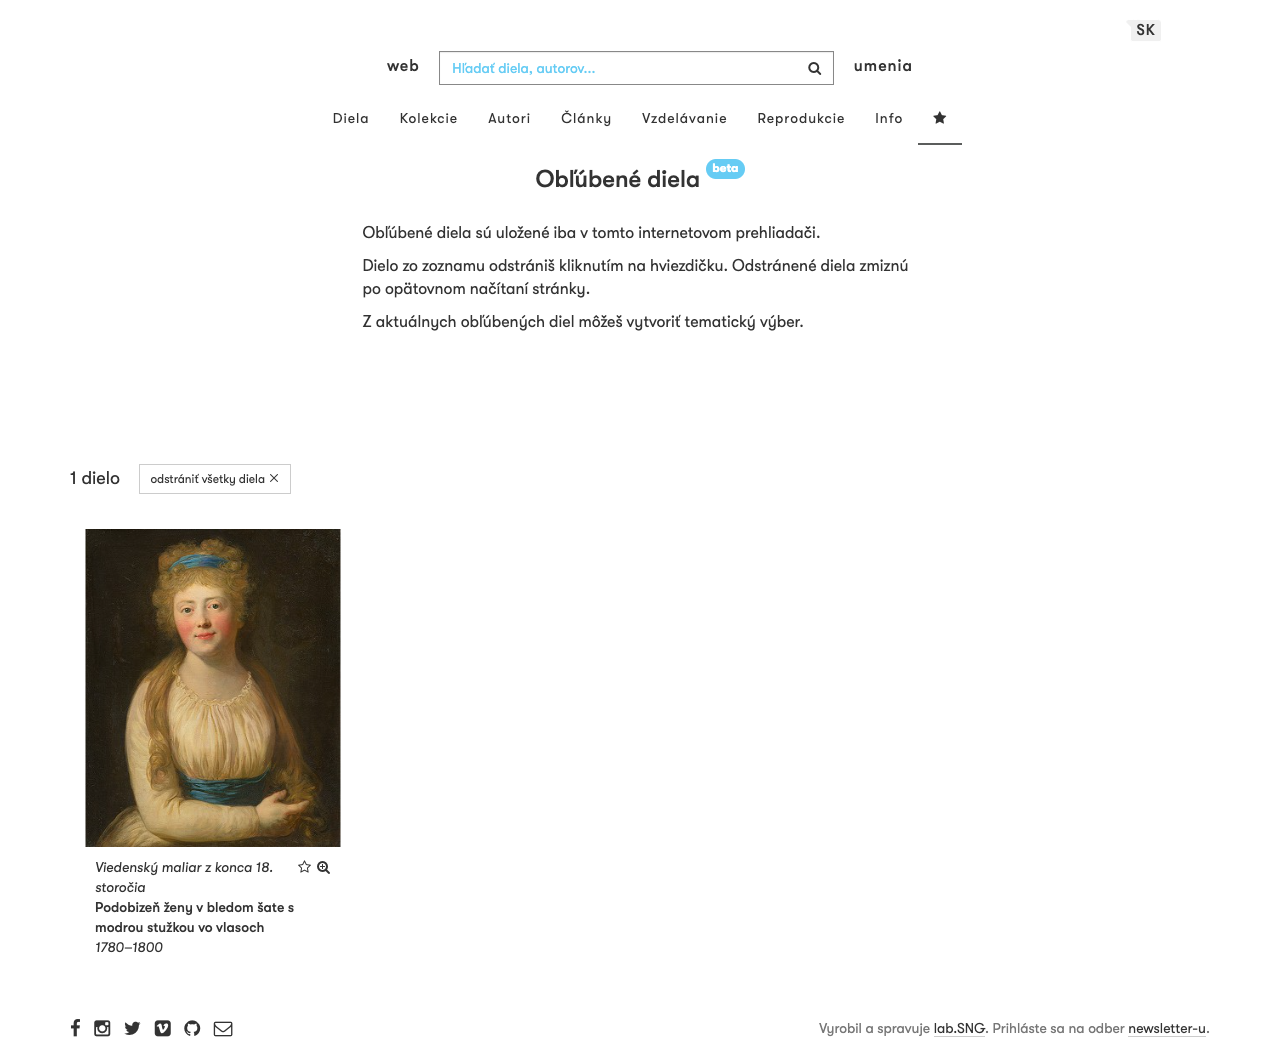 SK
web
Hľadať diela, autorov...
umenia
Diela
Kolekcie
Autori
Články
Vzdelávanie
Reprodukcie
Info
Obľúbené diela beta
Obľúbené diela sú uložené iba v tomto internetovom prehliadači.
Dielo zo zoznamu odstrániš kliknutím na hviezdičku. Odstránené diela zmiznú
po opätovnom načítaní stránky.
Z aktuálnych obľúbených diel môžeš vytvoriť tematický výber.
1 dielo
odstrániť všetky diela ×
Viedenský maliar z konca 18.
storočia
Podobizeň ženy v bledom šate s
modrou stužkou vo vlasoch
1780–1800
Vyrobil a spravuje lab.SNG. Prihláste sa na odber newsletter-u.